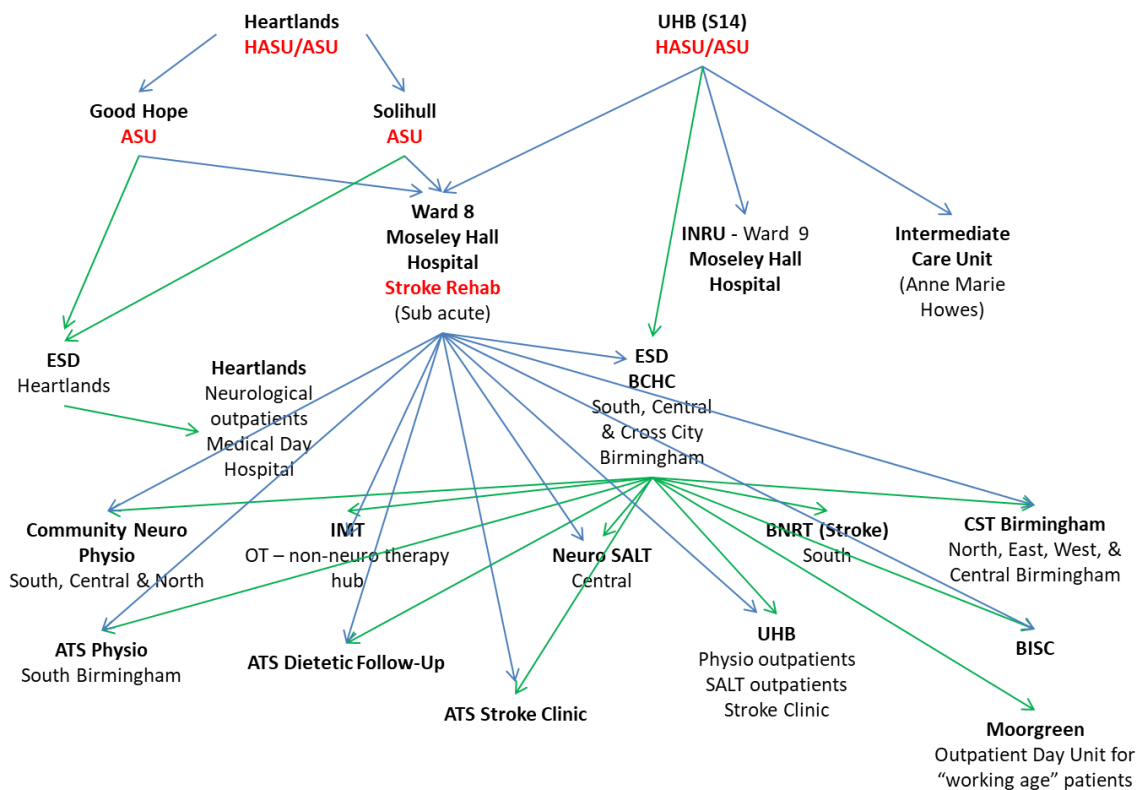 Heartlands
HASU/ASU
UHB (S14)
HASU/ASU
Good Hope
ASU
Solihull
ASU
Ward 8
Moseley Hall
Hospital
Stroke Rehab
(Sub acute)
INRU - Ward 9
Moseley Hall
Hospital
Intermediate
Care Unit
(Anne Marie
Howes)
ESD
Heartlands
Heartlands
Neurological
outpatients
Medical Day
Hospital
ESD
BCHC
South, Central
& Cross City
Birmingham
Community Neuro
Physio
South, Central & North
OT – non-neuro therapy
hub
Neuro SALT
Central
BNRT (Stroke)
South
CST Birmingham
North, East, West, &
Central Birmingham
ATS Physio
South Birmingham
ATS Dietetic Follow-Up
ATS Stroke Clinic
UHB
Physio outpatients
SALT outpatients
Stroke Clinic
BISC
Moorgreen
Outpatient Day Unit for
“working age” patients